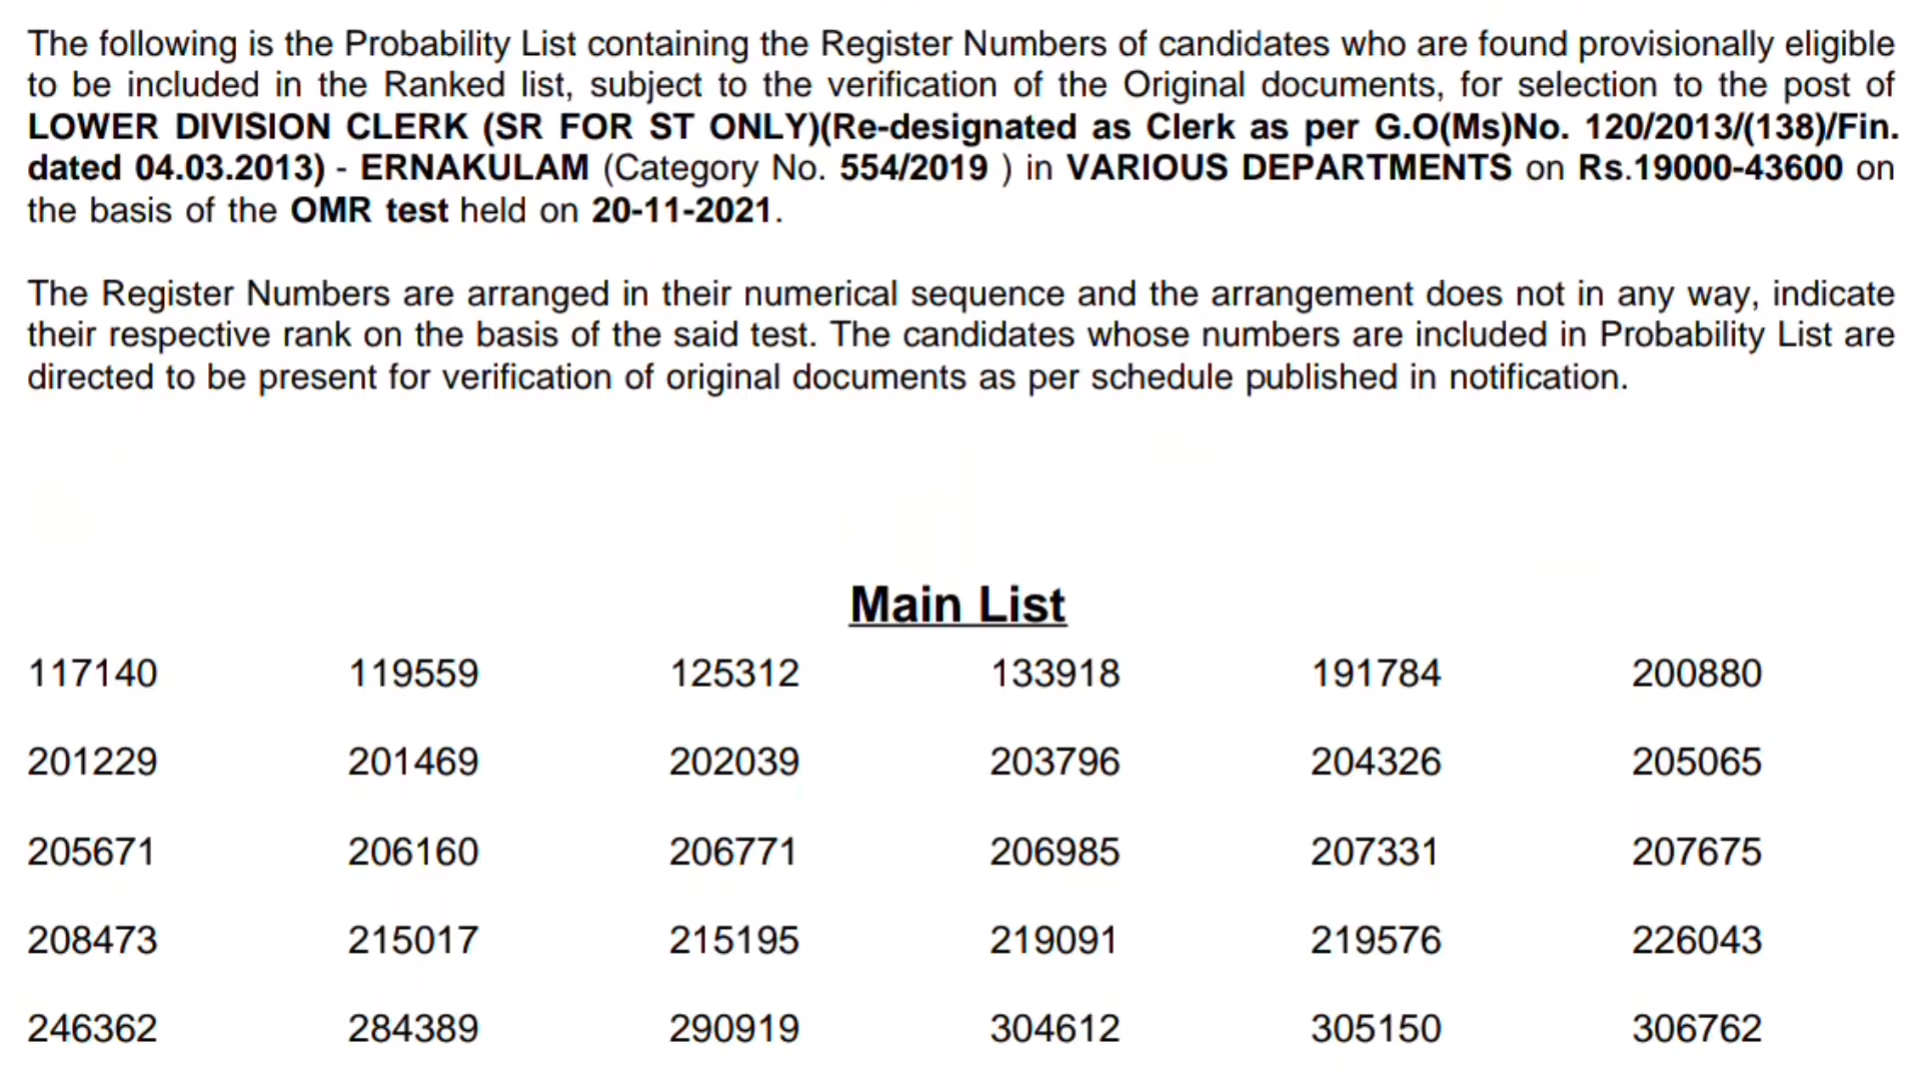 The following is the Probability List containing the Register Numbers of candidates who are found provisionally eligible
to be included in the Ranked list, subject to the verification of the Original documents, for selection to the post of
LOWER DIVISION CLERK (SR FOR ST ONLY)(Re-designated as Clerk as per G.O(Ms)No. 120/2013/(138)/Fin.
dated 04.03.2013) - ERNAKULAM (Category No. 554/2019 ) in VARIOUS DEPARTMENTS on Rs.19000-43600 on
the basis of the OMR test held on 20-11-2021.
The Register Numbers are arranged in their numerical sequence and the arrangement does not in any way, indicate
their respective rank on the basis of the said test. The candidates whose numbers are included in Probability List are
directed to be present for verification of original documents as per schedule published in notification.
Main List
117140 119559 125312 133918 191784 200880
201229 201469 202039 203796 204326 205065
205671 206160 206771 206985 207331 207675
208473 215017 215195 219091 219576 226043
246362 284389 290919 304612 305150 306762